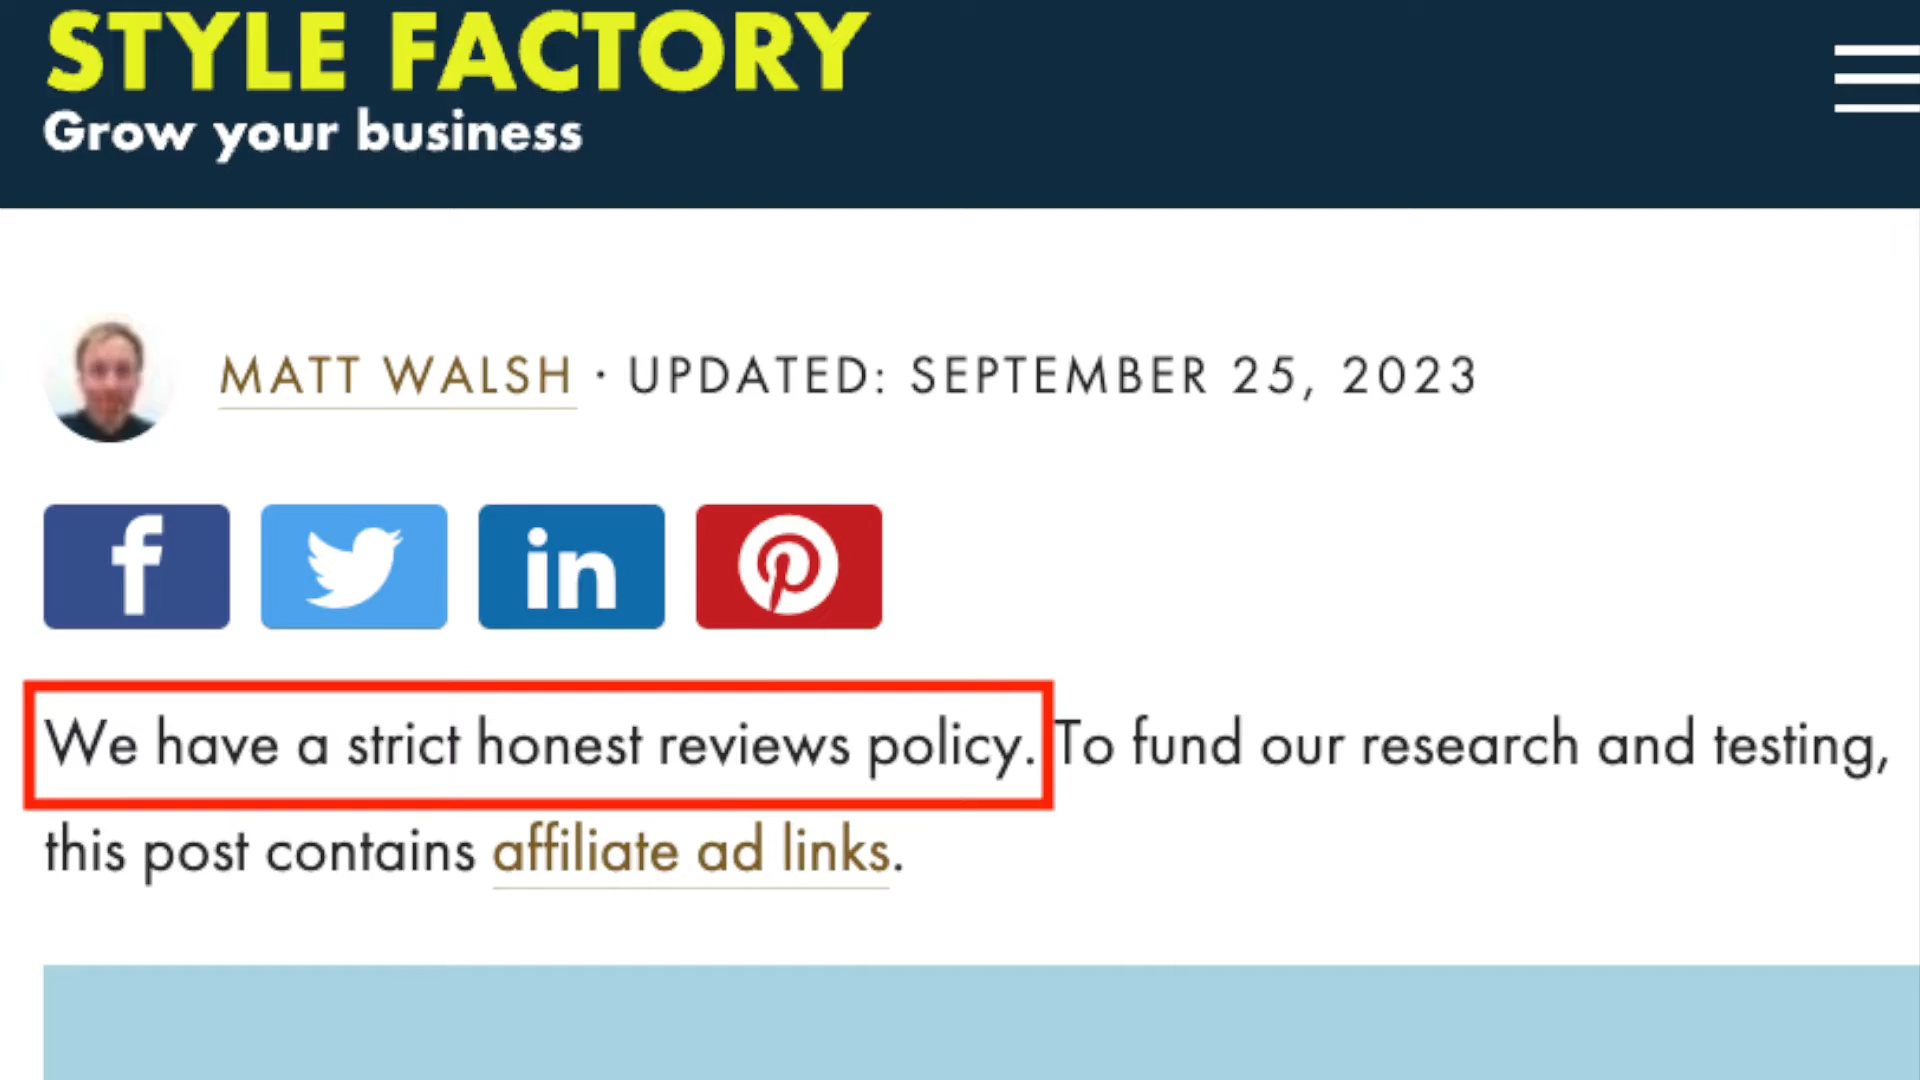 STYLE FACTORY
Grow your business
MATT WALSH · UPDATED: SEPTEMBER 25, 2023
f in
We have a strict honest reviews policy. To fund our research and testing,
this post contains affiliate ad links.